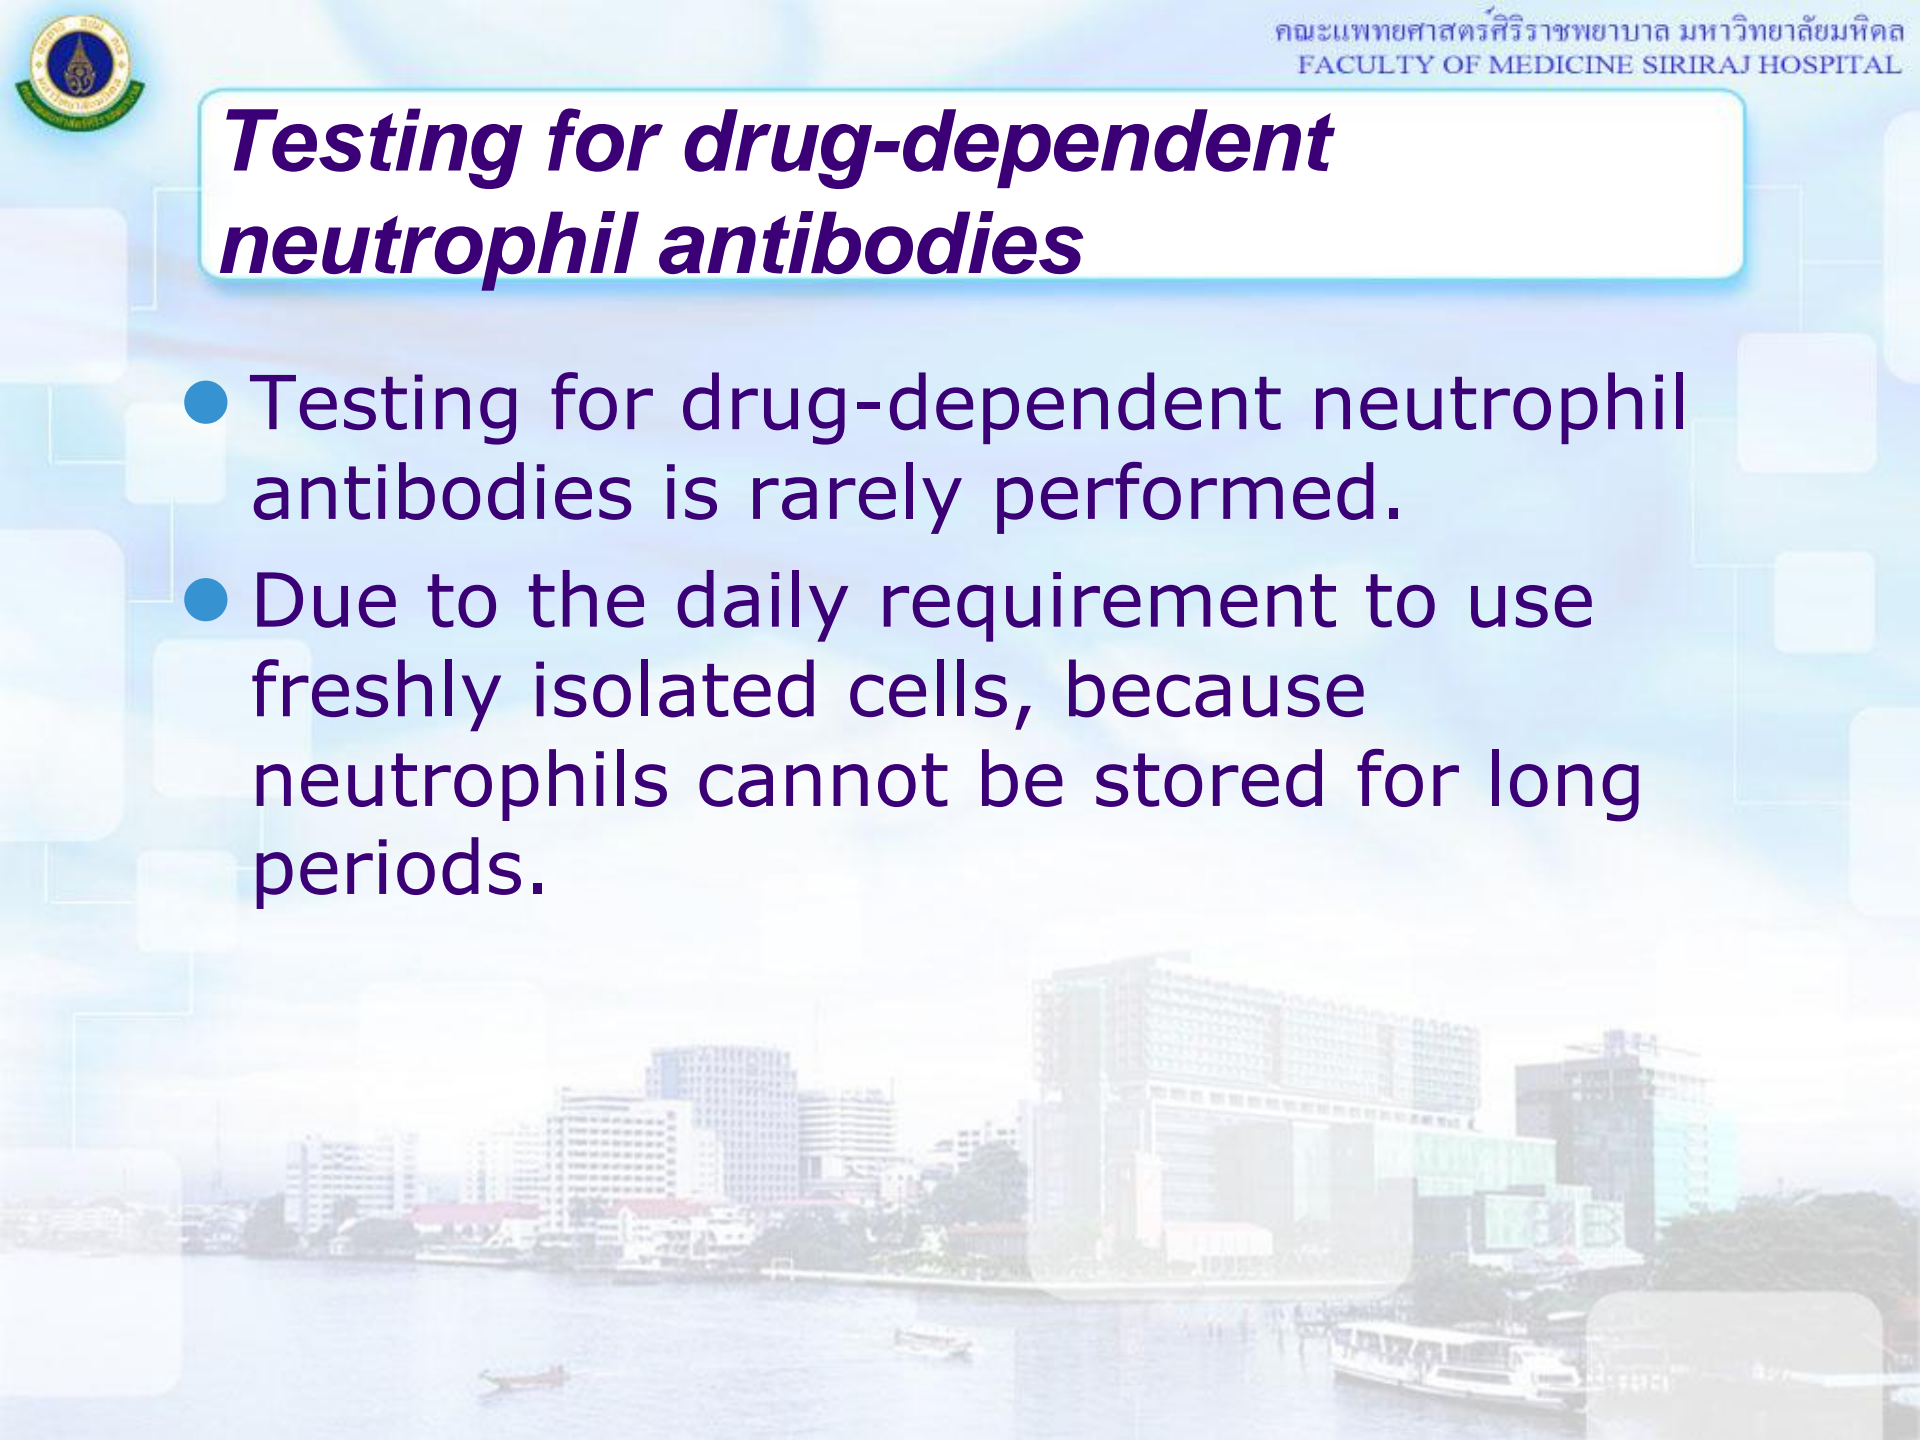 คณะแพทยศาสตร์ศิริราชพยาบาล มหาวิทยาลัยมหิดล
FACULTY OF MEDICINE SIRIRAJ HOSPITAL
Testing for drug-dependent
neutrophil antibodies
Testing for drug-dependent neutrophil
antibodies is rarely performed.
Due to the daily requirement to use
freshly isolated cells, because
neutrophils cannot be stored for long
periods.